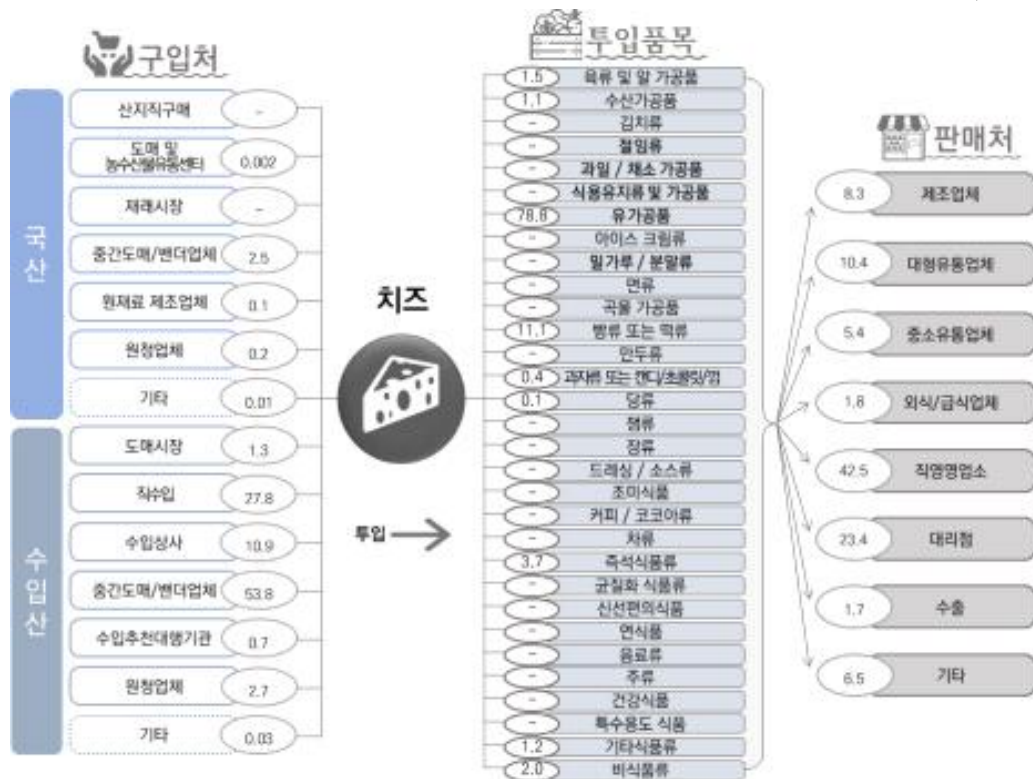 구입처
국산
산지직구매 -
도매 및
농수산물유통센터 0.002
재래시장 -
중간도매/밴더업체 2.5
원재료 제조업체 0.1
원청업체 0.2
기타 0.01
수입산
도매시장 1.3
직수입 27.8
수입상사 10.9
중간도매/밴더업체 53.8
수입추천대행기관 0.7
원청업체 2.7
기타 0.03
치즈
투입
투입품목
1.5 육류 및 알 가공품
1.1 수산가공품
- 김치류
- 절임류
- 과일 / 채소 가공품
- 식용유지류 및 가공품
78.8 유가공품
- 아이스 크림류
- 밀가루 / 분말류
- 면류
- 곡물 가공품
11.1 빵류 또는 떡류
- 만두류
0.4 과자류 또는 캔디/초콜릿/껌
0.1 당류
- 잼류
- 장류
- 드레싱 / 소스류
- 조미식품
- 커피 / 코코아류
- 차류
3.7 즉석식품류
- 균질화 식품류
- 신선편의식품
- 연식품
- 음료류
- 주류
- 건강식품
- 특수용도 식품
1.2 기타식품류
2.0 비식품류
판매처
8.3 제조업체
10.4 대형유통업체
5.4 중소유통업체
1.8 외식/급식업체
42.5 직영영업소
23.4 대리점
1.7 수출
6.5 기타